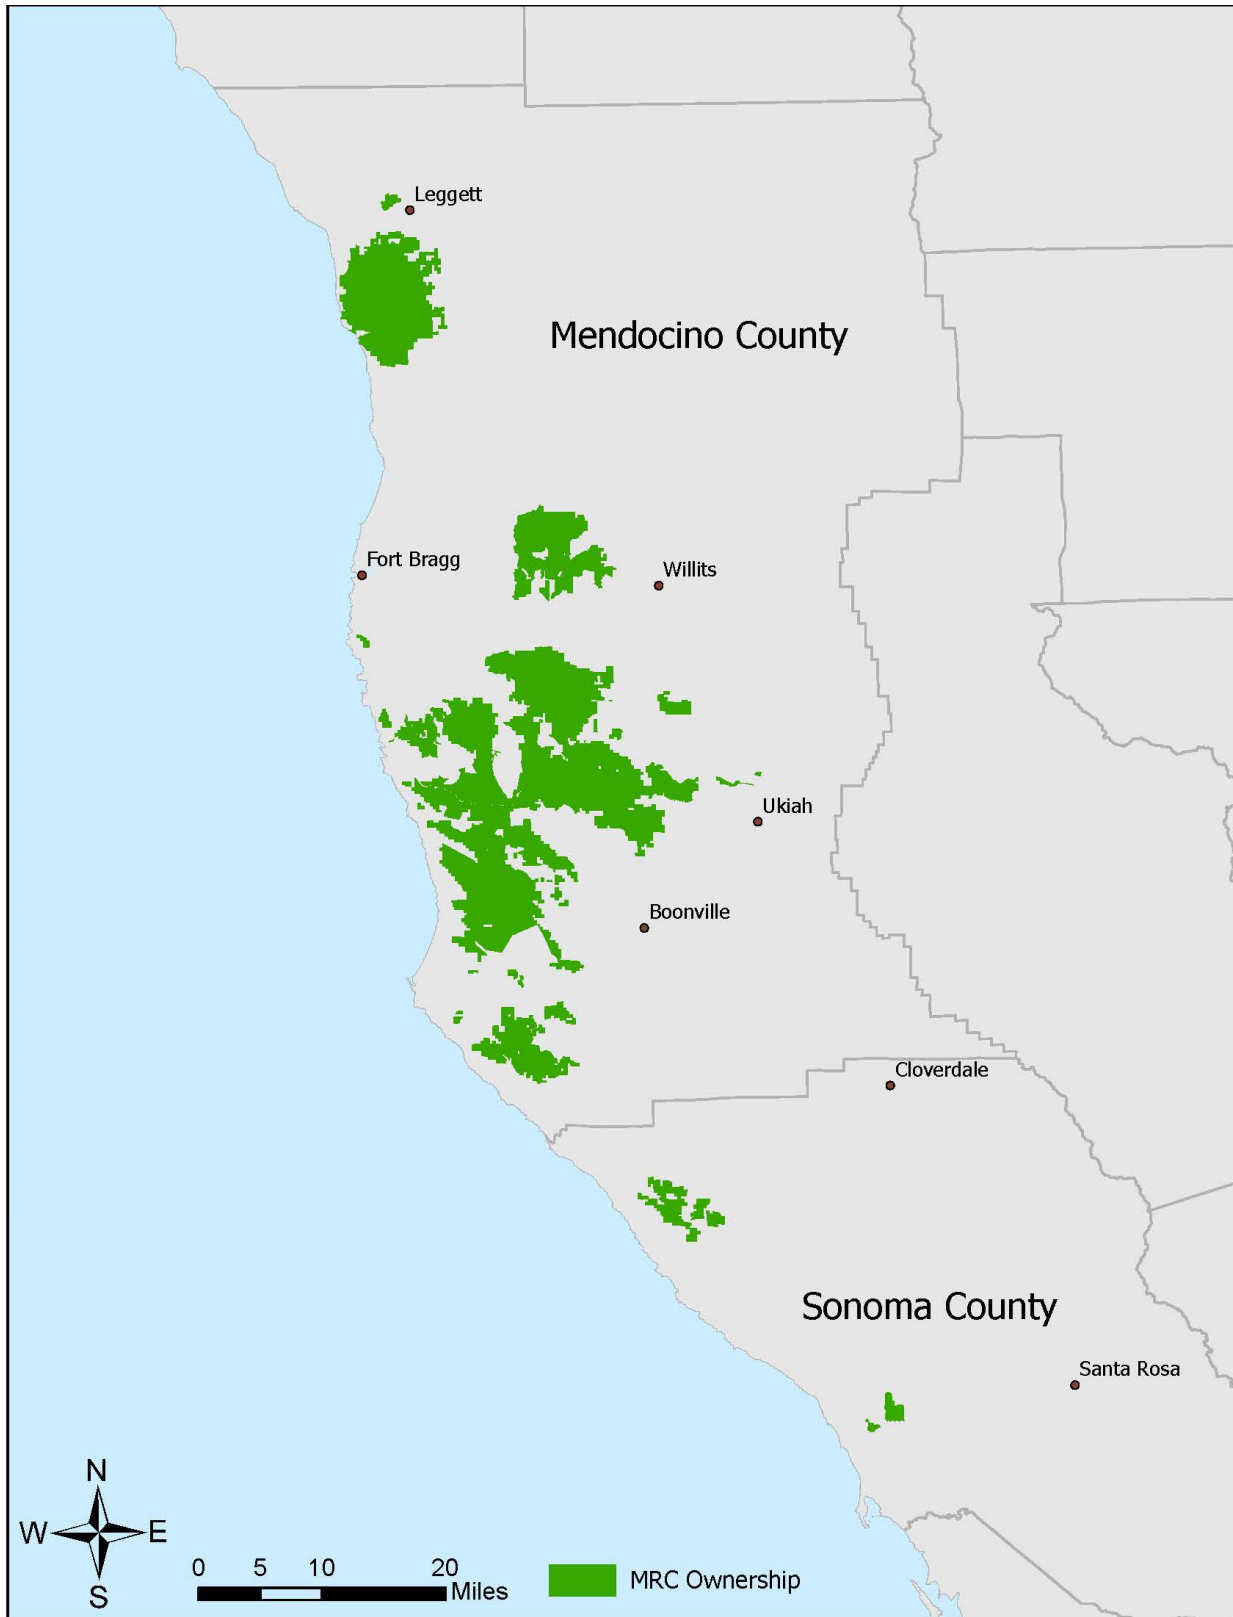 Leggett
Mendocino County
Fort Bragg
Willits
Ukiah
Boonville
Cloverdale
Sonoma County
Santa Rosa
N
W E
S
0 5 10 20
Miles
MRC Ownership